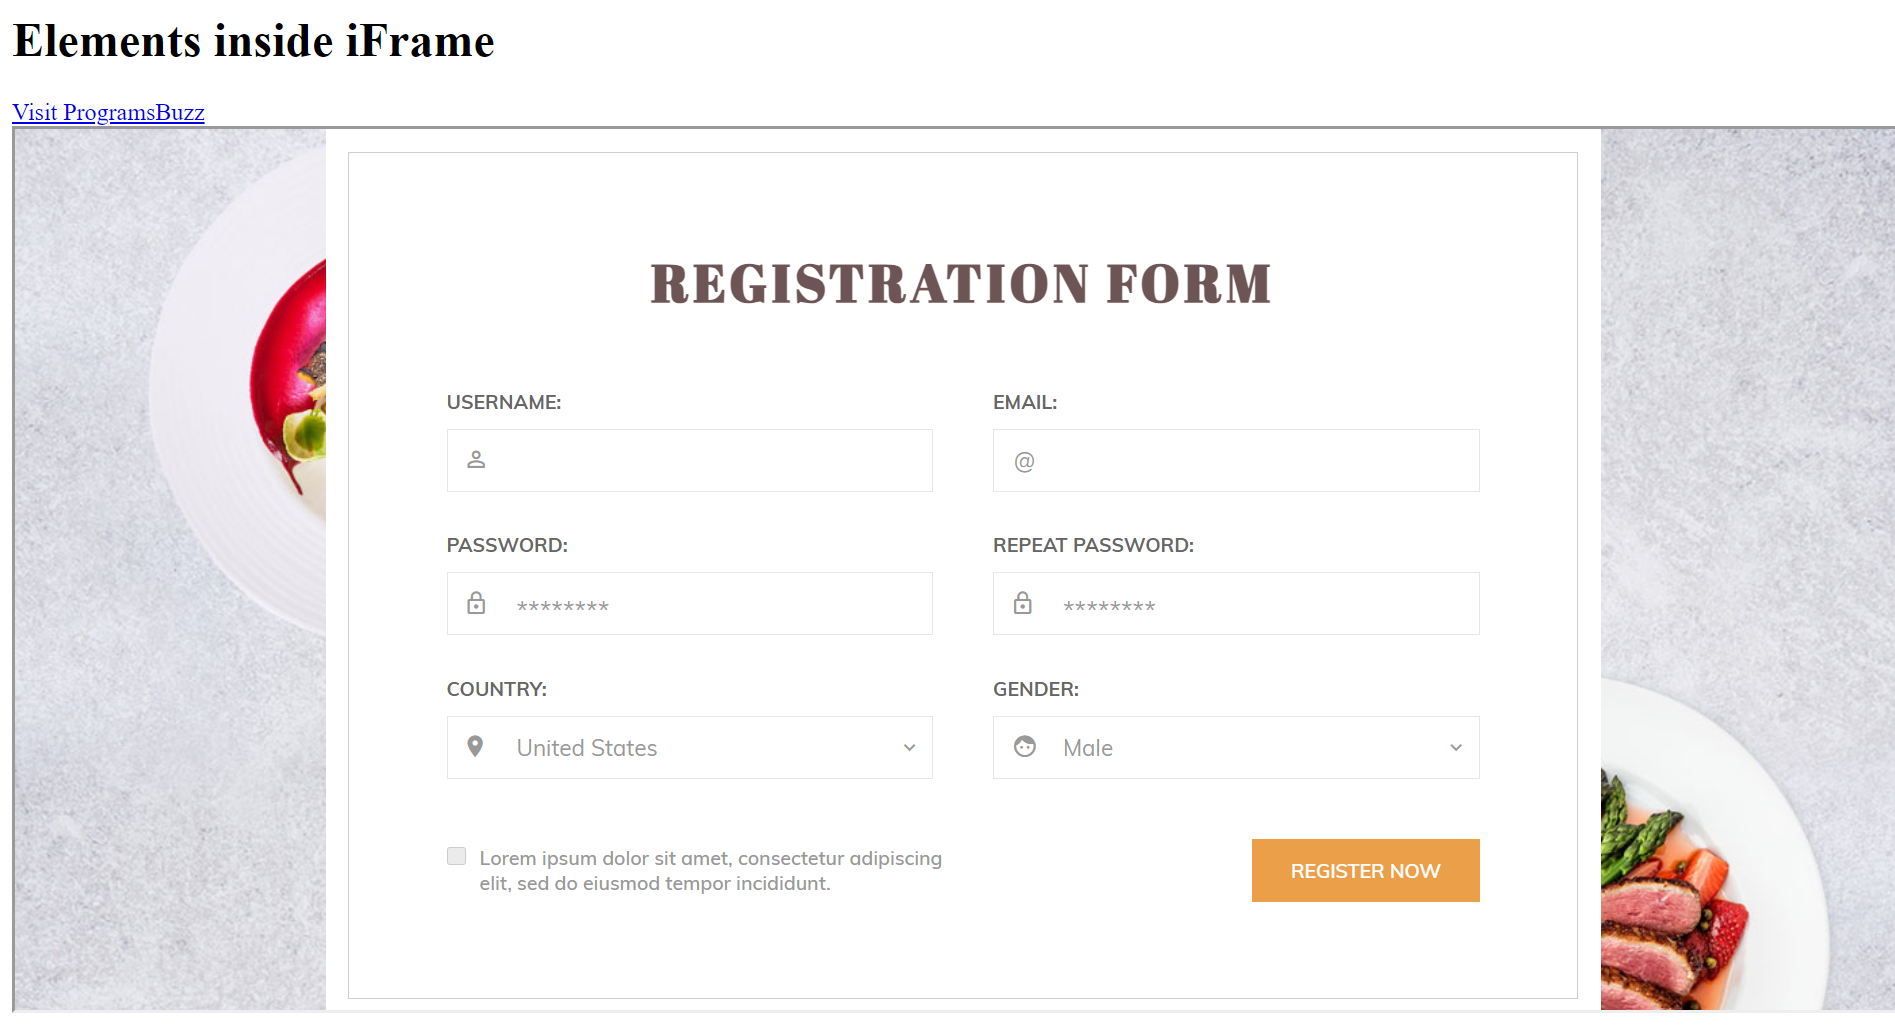 Elements inside iFrame
Visit ProgramsBuzz
REGISTRATION FORM
USERNAME:
EMAIL:
@
PASSWORD:
REPEAT PASSWORD:
********
********
COUNTRY:
GENDER:
United States
Male
Lorem ipsum dolor sit amet, consectetur adipiscing
elit, sed do eiusmod tempor incididunt.
REGISTER NOW